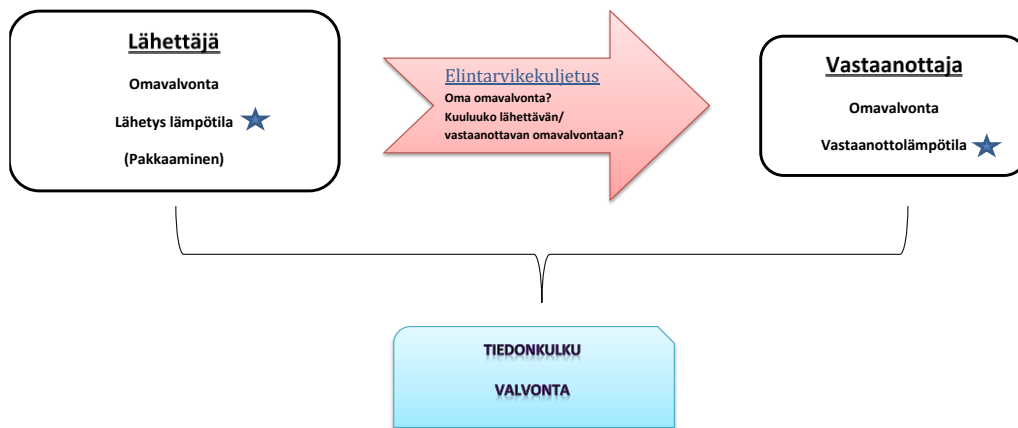 Lähettäjä
Omavalvonta
Lähetys lämpötila
(Pakkaaminen)
Elintarvikekuljetus
Oma omavalvonta?
Kuuluuko lähettävän/
vastaanottavan omavalvontaan?
Vastaanottaja
Omavalvonta
Vastaanottolämpötila
TIEDONKULKU
VALVONTA